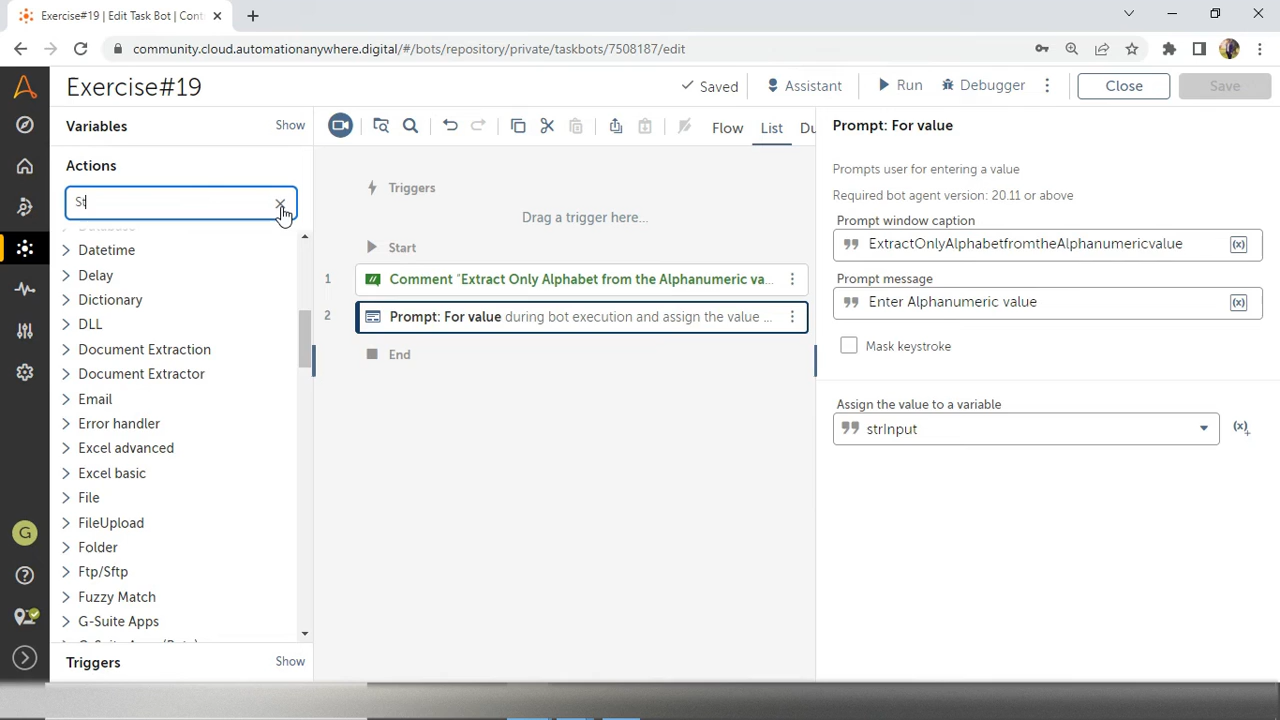 Exercise#19 | Edit Task Bot | Cont
community.cloud.automationanywhere.digital/#/bots/repository/private/taskbots/7508187/edit
Exercise#19
Saved
Assistant
Run
Debugger
Close
Save
Variables
Show
Flow
List
Du
Prompt: For value
Actions
St
Database
Datetime
Delay
Dictionary
DLL
Document Extraction
Document Extractor
Email
Error handler
Excel advanced
Excel basic
File
FileUpload
Folder
Ftp/Sftp
Fuzzy Match
G-Suite Apps
Triggers
Show
Triggers
Drag a trigger here...
Start
1
Comment "Extract Only Alphabet from the Alphanumeric va...
2
Prompt: For value during bot execution and assign the value ...
End
Prompts user for entering a value
Required bot agent version: 20.11 or above
Prompt window caption
ExtractOnlyAlphabetfromtheAlphanumericvalue
(x)
Prompt message
Enter Alphanumeric value
(x)
Mask keystroke
Assign the value to a variable
strInput
(x)+
G